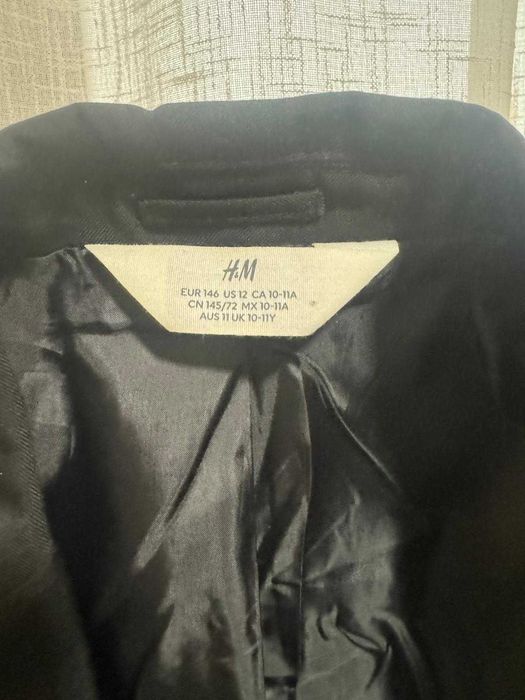 H&M
EUR 146 US 12 CA 10-11A
CN 145/72 MX 10-11A
AUS 11 UK 10-11Y